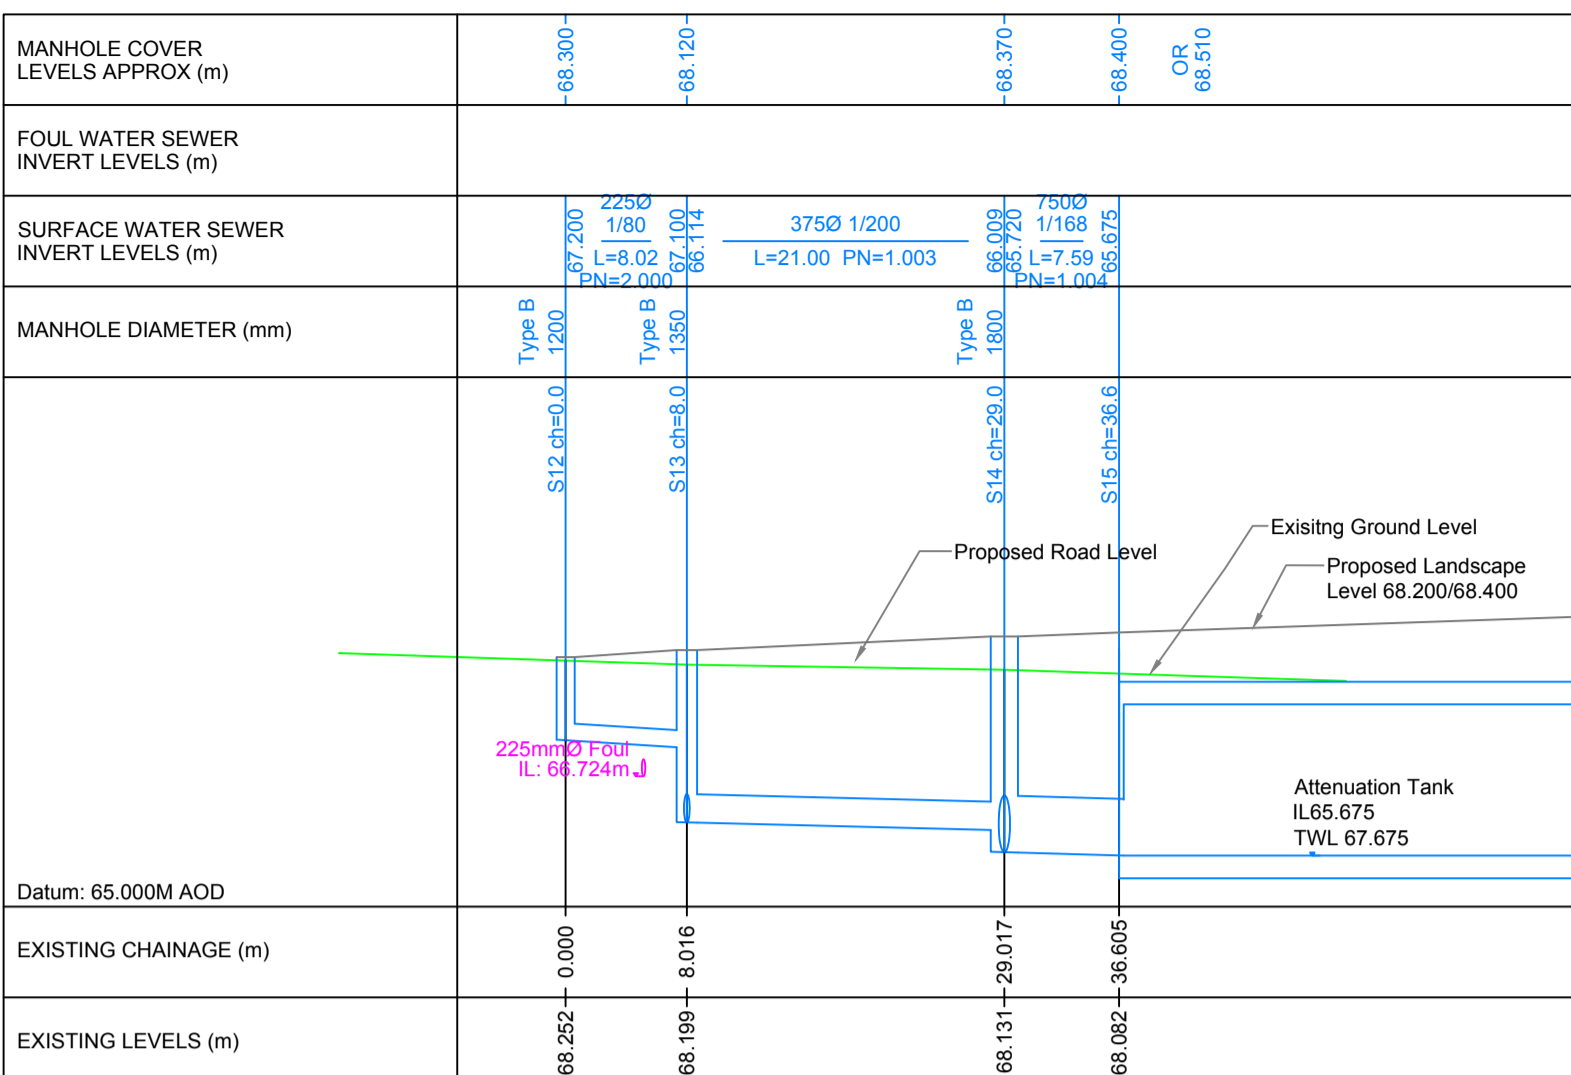 MANHOLE COVER
LEVELS APPROX (m)
68.300
68.120
68.370
68.400
OR
68.510
FOUL WATER SEWER
INVERT LEVELS (m)
SURFACE WATER SEWER
INVERT LEVELS (m)
67.200
225Ø
1/80
L=8.02
PN=2.000
67.100
66.114
375Ø 1/200
L=21.00 PN=1.003
66.009
65.720
750Ø
1/168
L=7.59
PN=1.004
65.675
MANHOLE DIAMETER (mm)
Type B
1200
Type B
1350
Type B
1800
S12 ch=0.0
S13 ch=8.0
S14 ch=29.0
S15 ch=36.6
Exisitng Ground Level
Proposed Road Level
Proposed Landscape
Level 68.200/68.400
225mmØ Foul
IL: 66.724m
Attenuation Tank
IL65.675
TWL 67.675
Datum: 65.000M AOD
EXISTING CHAINAGE (m)
0.000
8.016
29.017
36.605
EXISTING LEVELS (m)
68.252
68.199
68.131
68.082